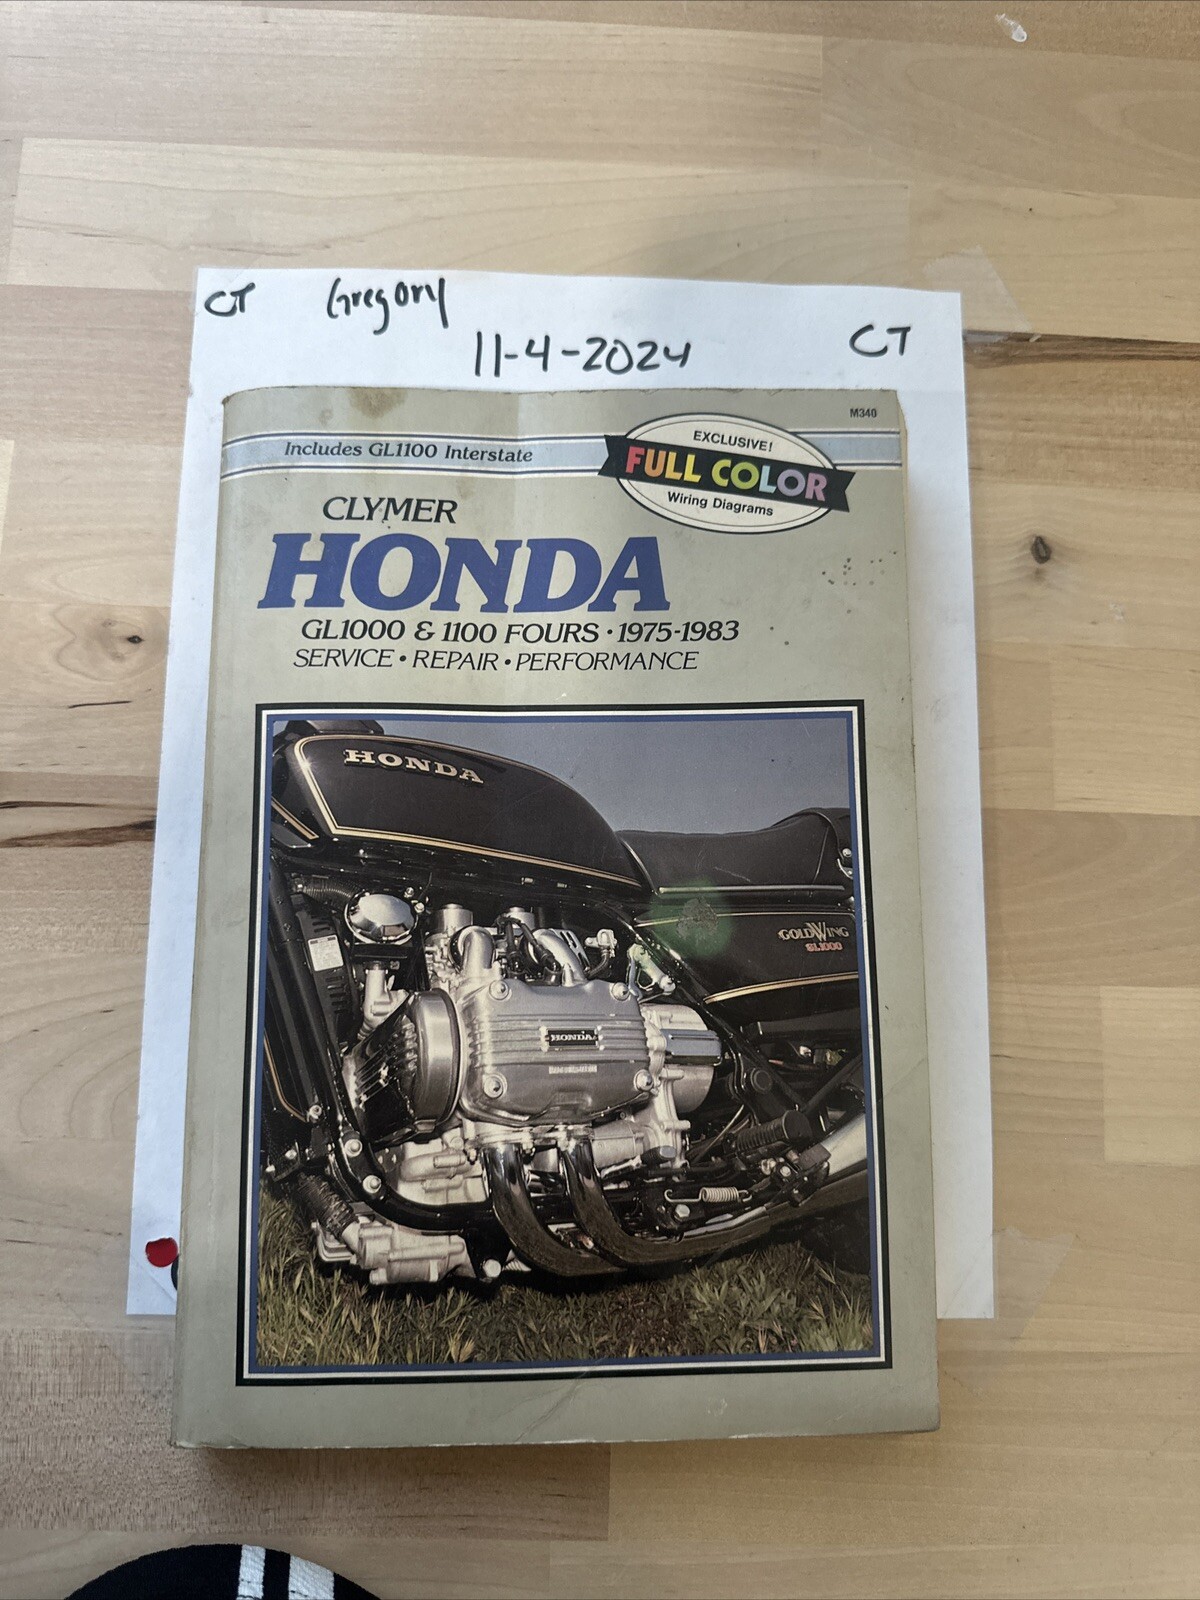 CT Gregory CT
11-4-2024
M340
Includes GL1100 Interstate
EXCLUSIVE!
FULL COLOR
Wiring Diagrams
CLYMER
HONDA
GL1000 & 1100 FOURS • 1975-1983
SERVICE • REPAIR • PERFORMANCE
HONDA
GOLDWING
GL1000
HONDA